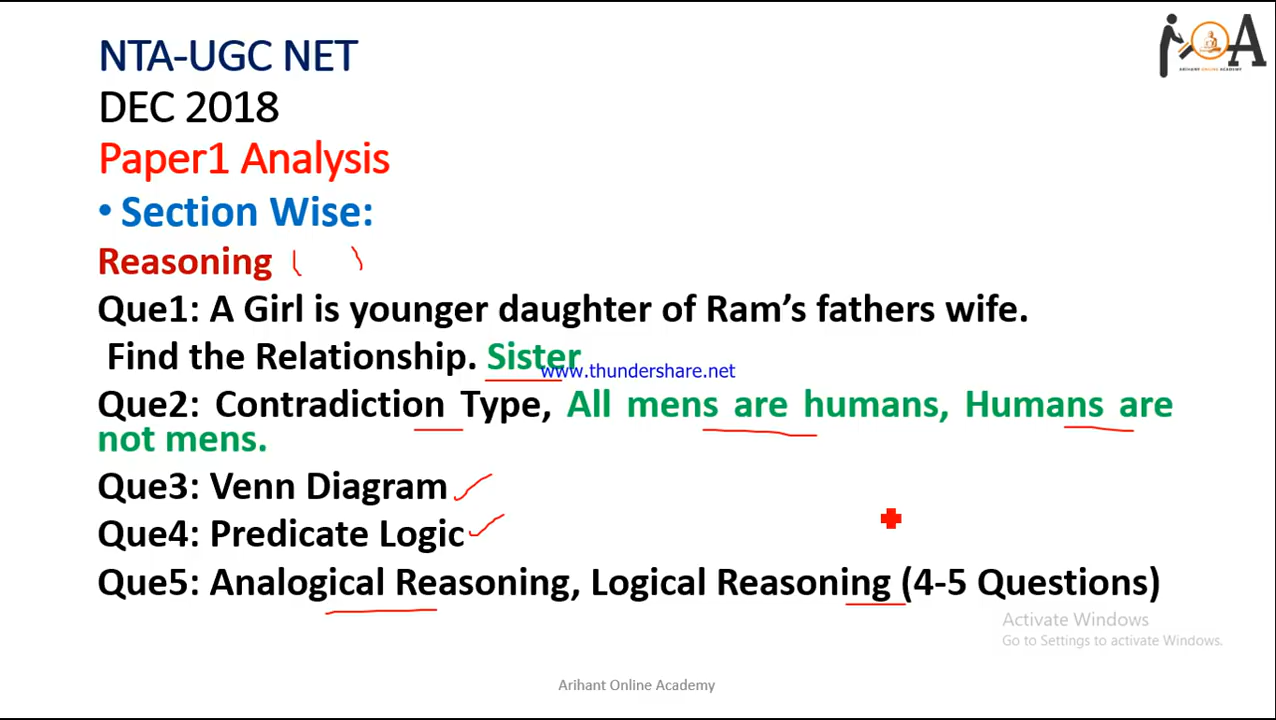 NTA-UGC NET
DEC 2018
Paper1 Analysis
• Section Wise:
Reasoning ( )
Que1: A Girl is younger daughter of Ram's fathers wife.
Find the Relationship. Sister
www.thundershare.net
Que2: Contradiction Type, All mens are humans, Humans are
not mens.
Que3: Venn Diagram
Que4: Predicate Logic
Que5: Analogical Reasoning, Logical Reasoning (4-5 Questions)
Activate Windows
Go to Settings to activate Windows.
Arihant Online Academy
A
ARIHANT ONLINE ACADEMY